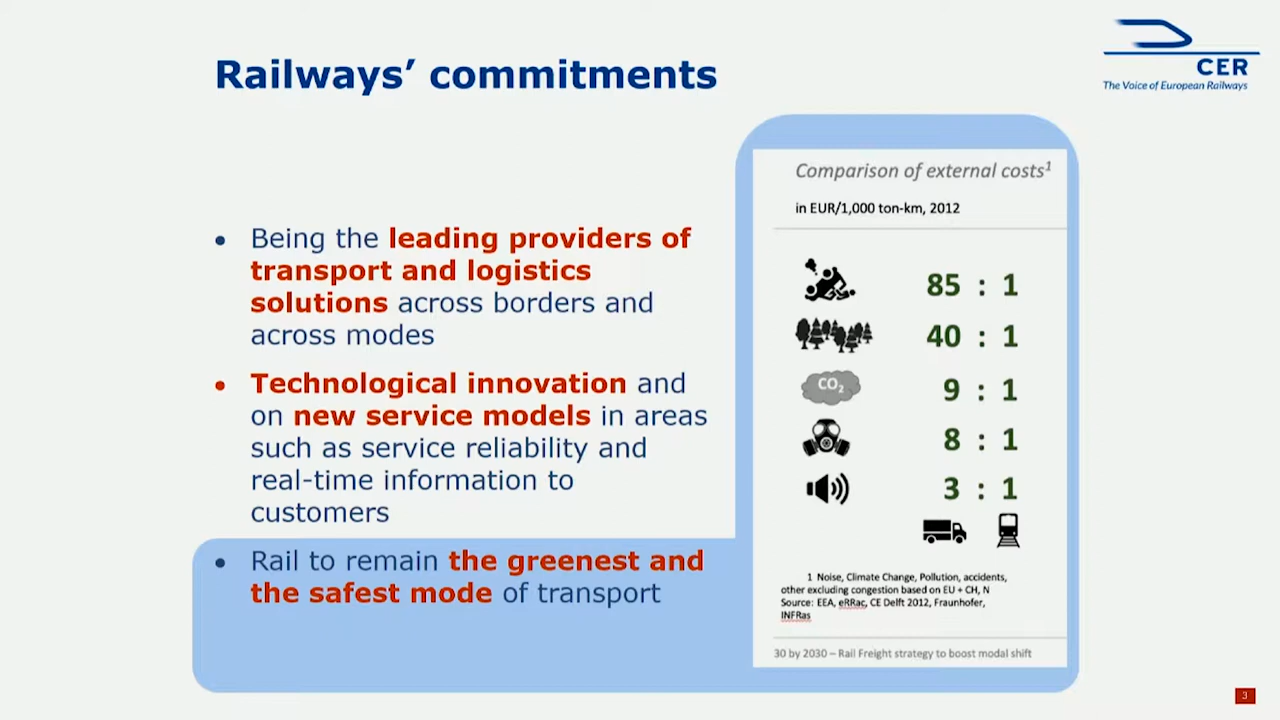 Railways’ commitments
CER
The Voice of European Railways
• Being the leading providers of
transport and logistics
solutions across borders and
across modes
• Technological innovation and
on new service models in areas
such as service reliability and
real-time information to
customers
• Rail to remain the greenest and
the safest mode of transport
Comparison of external costs1
in EUR/1,000 ton-km, 2012
85 : 1
40 : 1
CO2
9 : 1
8 : 1
3 : 1
1 Noise, Climate Change, Pollution, accidents,
other excluding congestion based on EU + CH, N
Source: EEA, eRRac, CE Delft 2012, Fraunhofer,
INFRas
30 by 2030 – Rail Freight strategy to boost modal shift
3